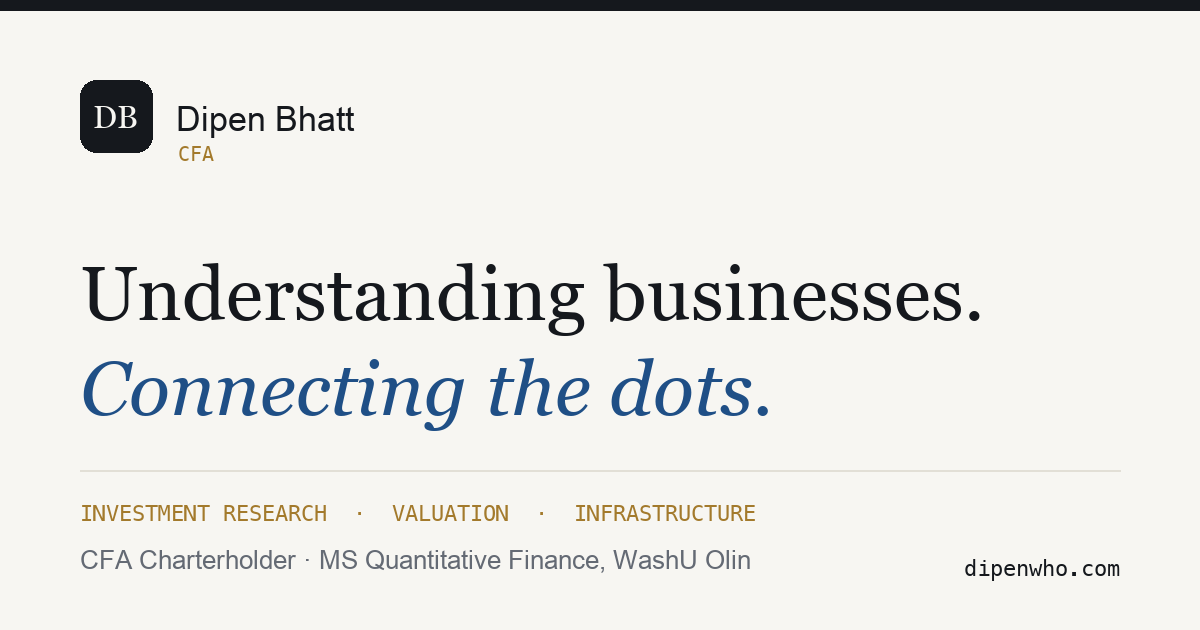 DB
Dipen Bhatt
CFA
Understanding businesses.
Connecting the dots.
INVESTMENT RESEARCH · VALUATION · INFRASTRUCTURE
CFA Charterholder · MS Quantitative Finance, WashU Olin
dipenwho.com